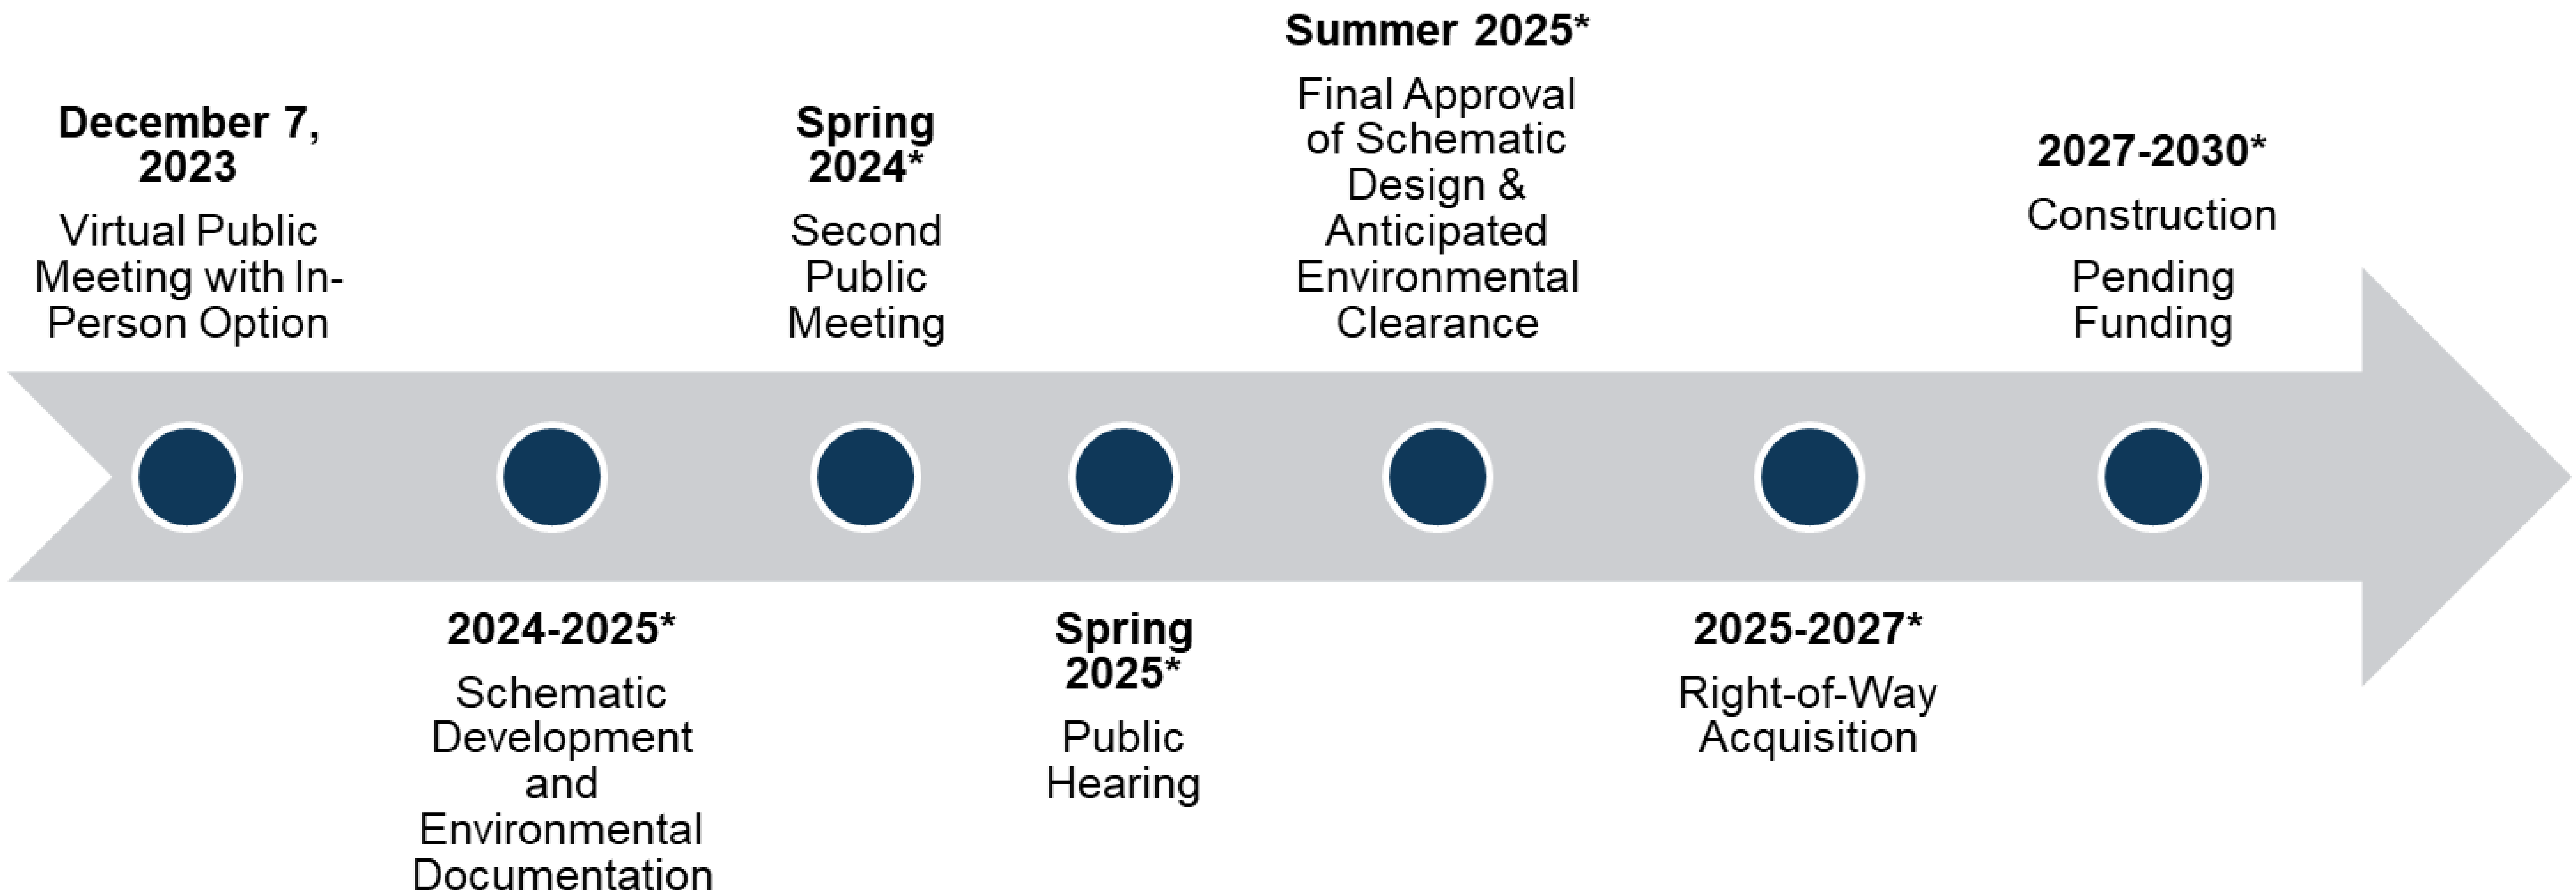 December 7,
2023
Virtual Public
Meeting with In-
Person Option
2024-2025*
Schematic
Development
and
Environmental
Documentation
Spring
2024*
Second
Public
Meeting
Spring
2025*
Public
Hearing
Summer 2025*
Final Approval
of Schematic
Design &
Anticipated
Environmental
Clearance
2025-2027*
Right-of-Way
Acquisition
2027-2030*
Construction
Pending
Funding